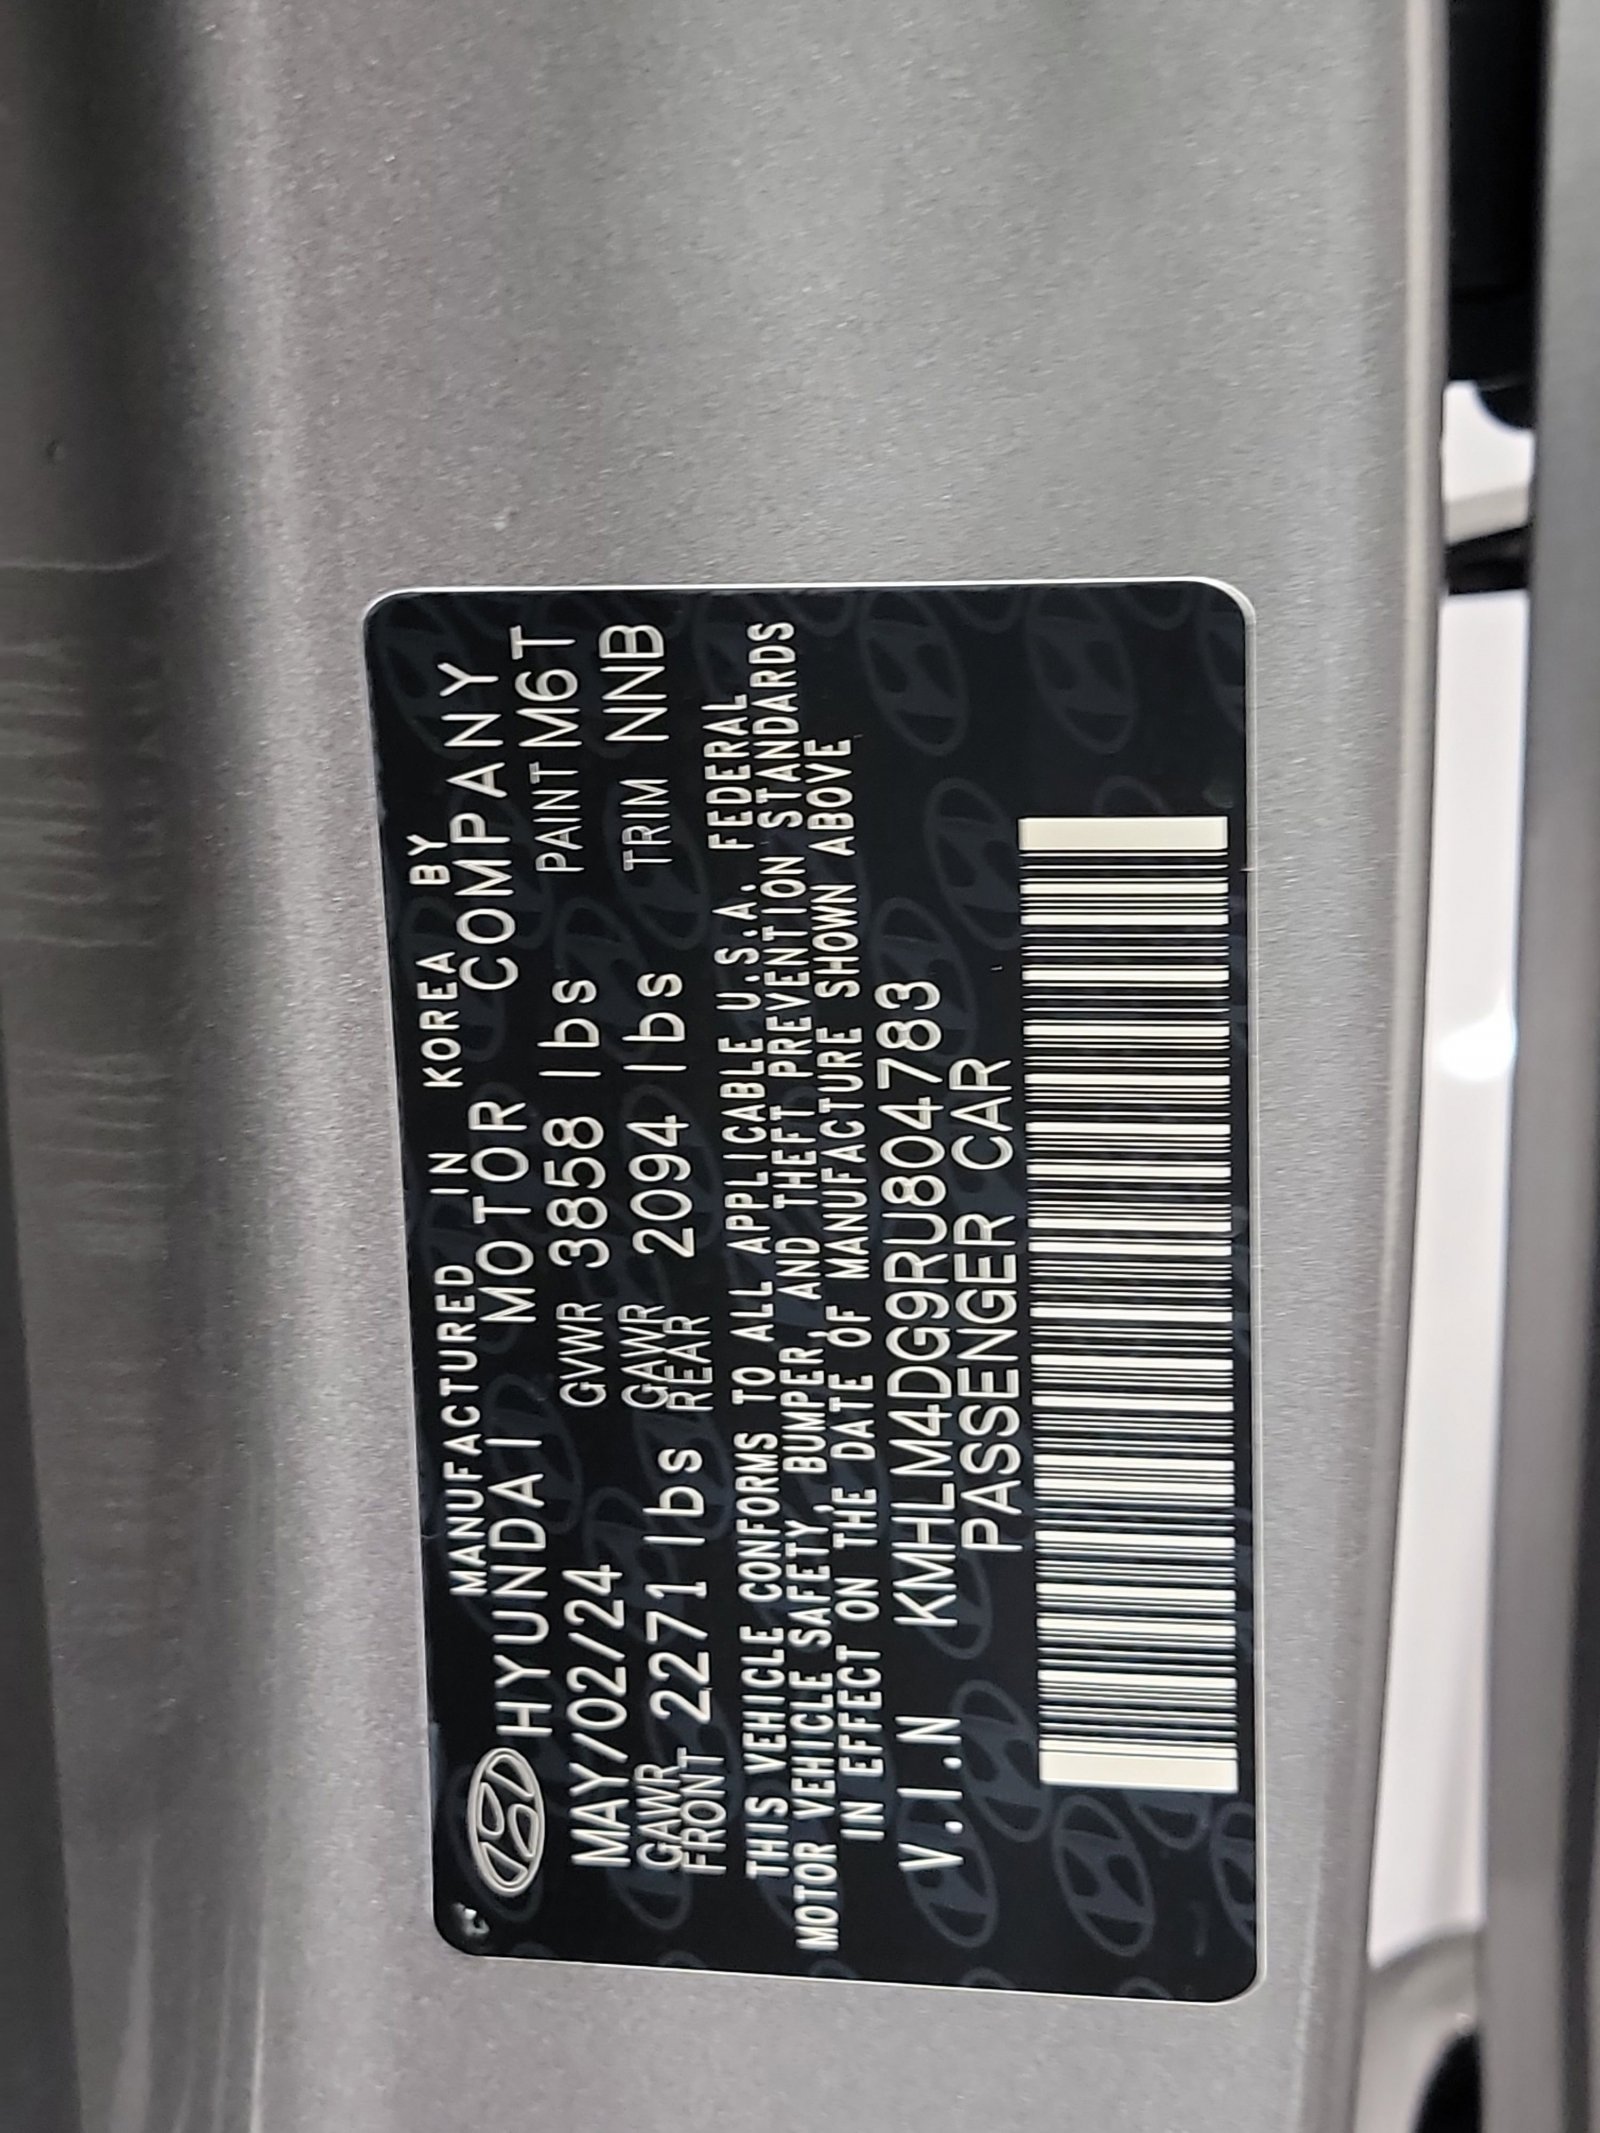 MANUFACTURED IN KOREA BY
HYUNDAI MOTOR COMPANY
MAY/02/24 GVWR 3858 lbs PAINT M6T
GAWR FRONT 2271 lbs GAWR REAR 2094 lbs TRIM NNB
THIS VEHICLE CONFORMS TO ALL APPLICABLE U.S.A. FEDERAL
MOTOR VEHICLE SAFETY, BUMPER, AND THEFT PREVENTION STANDARDS
IN EFFECT ON THE DATE OF MANUFACTURE SHOWN ABOVE
V.I.N KMHLM4DG9RU804783
PASSENGER CAR